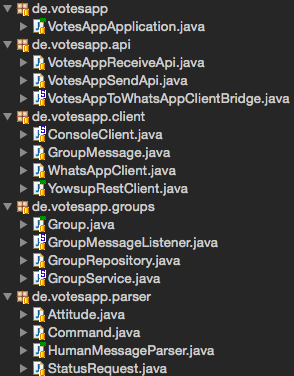 de.votesapp
VotesAppApplication.java
de.votesapp.api
VotesAppReceiveApi.java
VotesAppSendApi.java
VotesAppToWhatsAppClientBridge.java
de.votesapp.client
ConsoleClient.java
GroupMessage.java
WhatsAppClient.java
YowsupRestClient.java
de.votesapp.groups
Group.java
GroupMessageListener.java
GroupRepository.java
GroupService.java
de.votesapp.parser
Attitude.java
Command.java
HumanMessageParser.java
StatusRequest.java